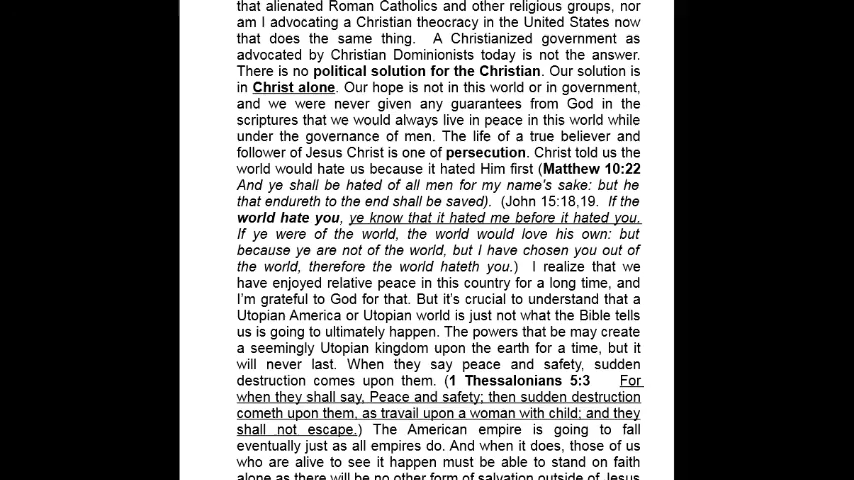 that alienated Roman Catholics and other religious groups, nor
am I advocating a Christian theocracy in the United States now
that does the same thing. A Christianized government as
advocated by Christian Dominionists today is not the answer.
There is no political solution for the Christian. Our solution is
in Christ alone. Our hope is not in this world or in government,
and we were never given any guarantees from God in the
scriptures that we would always live in peace in this world while
under the governance of men. The life of a true believer and
follower of Jesus Christ is one of persecution. Christ told us the
world would hate us because it hated Him first (Matthew 10:22
And ye shall be hated of all men for my name's sake: but he
that endureth to the end shall be saved). (John 15:18,19. If the
world hate you, ye know that it hated me before it hated you.
If ye were of the world, the world would love his own: but
because ye are not of the world, but I have chosen you out of
the world, therefore the world hateth you.) I realize that we
have enjoyed relative peace in this country for a long time, and
I'm grateful to God for that. But it's crucial to understand that a
Utopian America or Utopian world is just not what the Bible tells
us is going to ultimately happen. The powers that be may create
a seemingly Utopian kingdom upon the earth for a time, but it
will never last. When they say peace and safety, sudden
destruction comes upon them. (1 Thessalonians 5:3 For
when they shall say, Peace and safety; then sudden destruction
cometh upon them, as travail upon a woman with child; and they
shall not escape.) The American empire is going to fall
eventually just as all empires do. And when it does, those of us
who are alive to see it happen must be able to stand on faith
alone as there will be no other form of salvation outside of Jesus